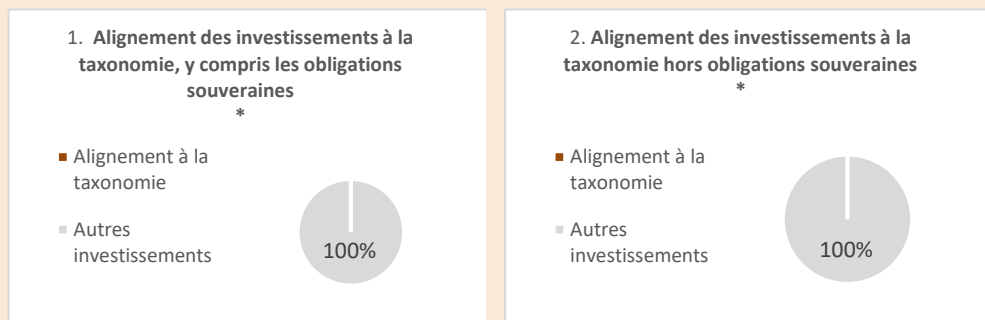 1. Alignement des investissements à la
taxonomie, y compris les obligations
souveraines
*
Alignement à la
taxonomie
Autres
investissements
100%
2. Alignement des investissements à la
taxonomie hors obligations souveraines
*
Alignement à la
taxonomie
Autres
investissements
100%